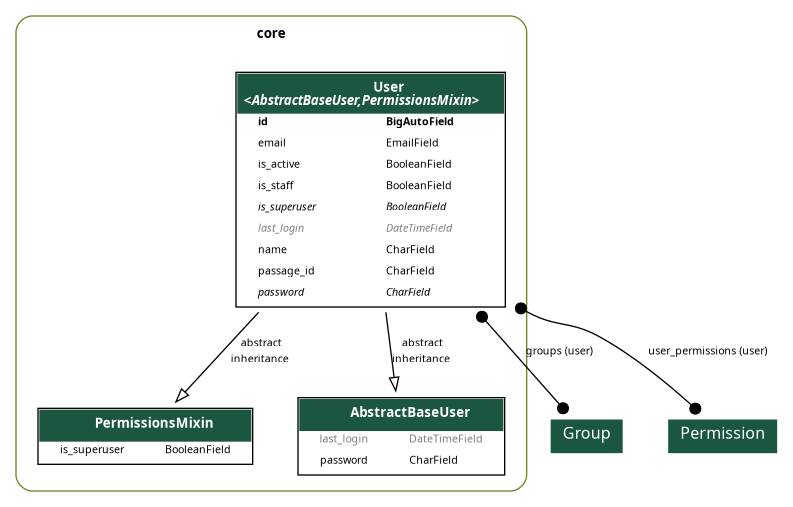 core
User
<AbstractBaseUser,PermissionsMixin>
id BigAutoField
email EmailField
is_active BooleanField
is_staff BooleanField
is_superuser BooleanField
last_login DateTimeField
name CharField
passage_id CharField
password CharField
abstract
inheritance
abstract
inheritance
groups (user)
user_permissions (user)
PermissionsMixin
is_superuser BooleanField
AbstractBaseUser
last_login DateTimeField
password CharField
Group
Permission